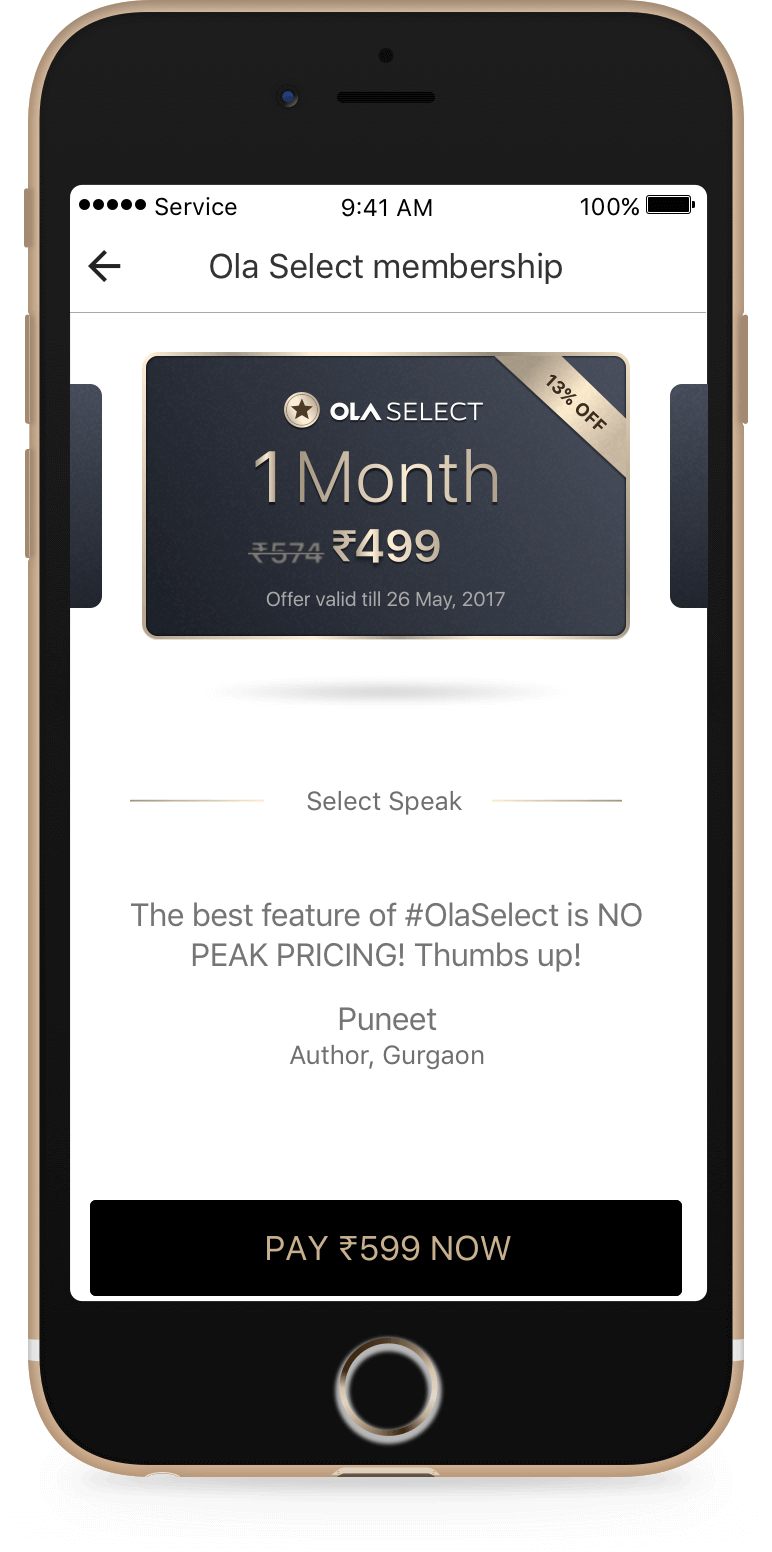 Service 9:41 AM 100%
Ola Select membership
13% OFF
OLA SELECT
1 Month
₹574 ₹499
Offer valid till 26 May, 2017
Select Speak
The best feature of #OlaSelect is NO
PEAK PRICING! Thumbs up!
Puneet
Author, Gurgaon
PAY ₹599 NOW